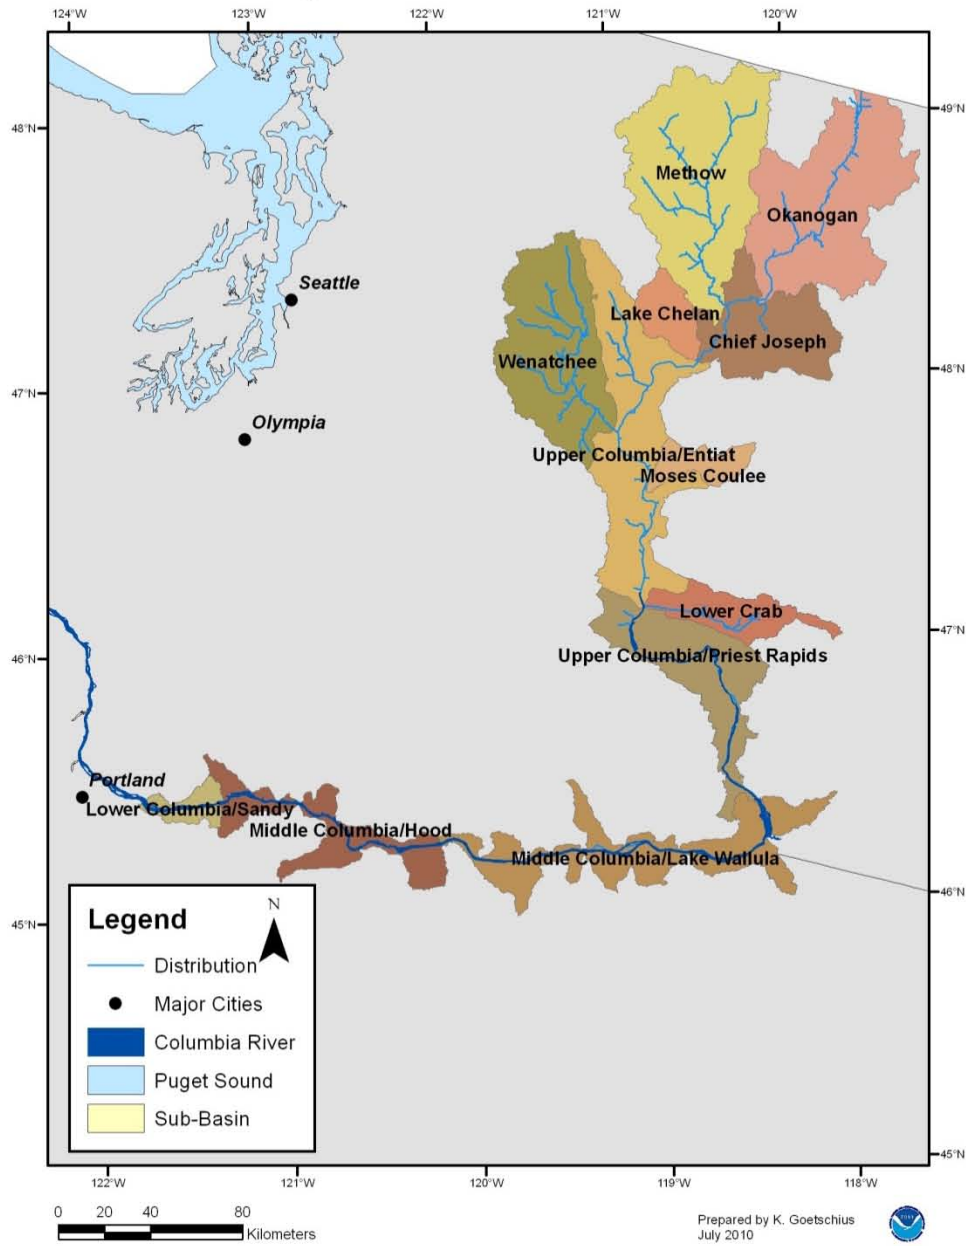 124°W 123°W 122°W 121°W 120°W
49°N
48°N
Methow
Okanogan
Seattle
Lake Chelan
Chief Joseph
Wenatchee
48°N
47°N
Olympia
Upper Columbia/Entiat
Moses Coulee
Lower Crab
47°N
Upper Columbia/Priest Rapids
46°N
Portland
Lower Columbia/Sandy
Middle Columbia/Hood
Middle Columbia/Lake Wallula
46°N
45°N
Legend
N
Distribution
Major Cities
Columbia River
Puget Sound
Sub-Basin
45°N
122°W 121°W 120°W 119°W 118°W
0 20 40 80
Kilometers
Prepared by K. Goetschius
July 2010